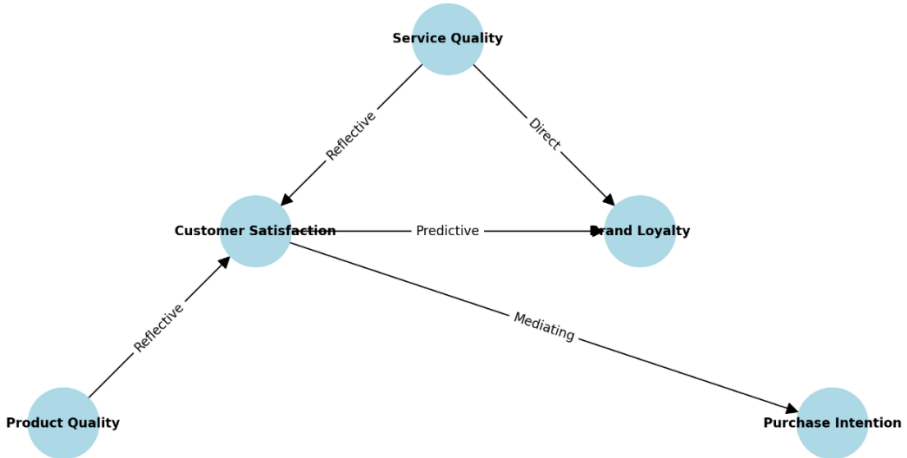 Service Quality
Reflective
Direct
Customer Satisfaction
Predictive
Brand Loyalty
Reflective
Mediating
Product Quality
Purchase Intention